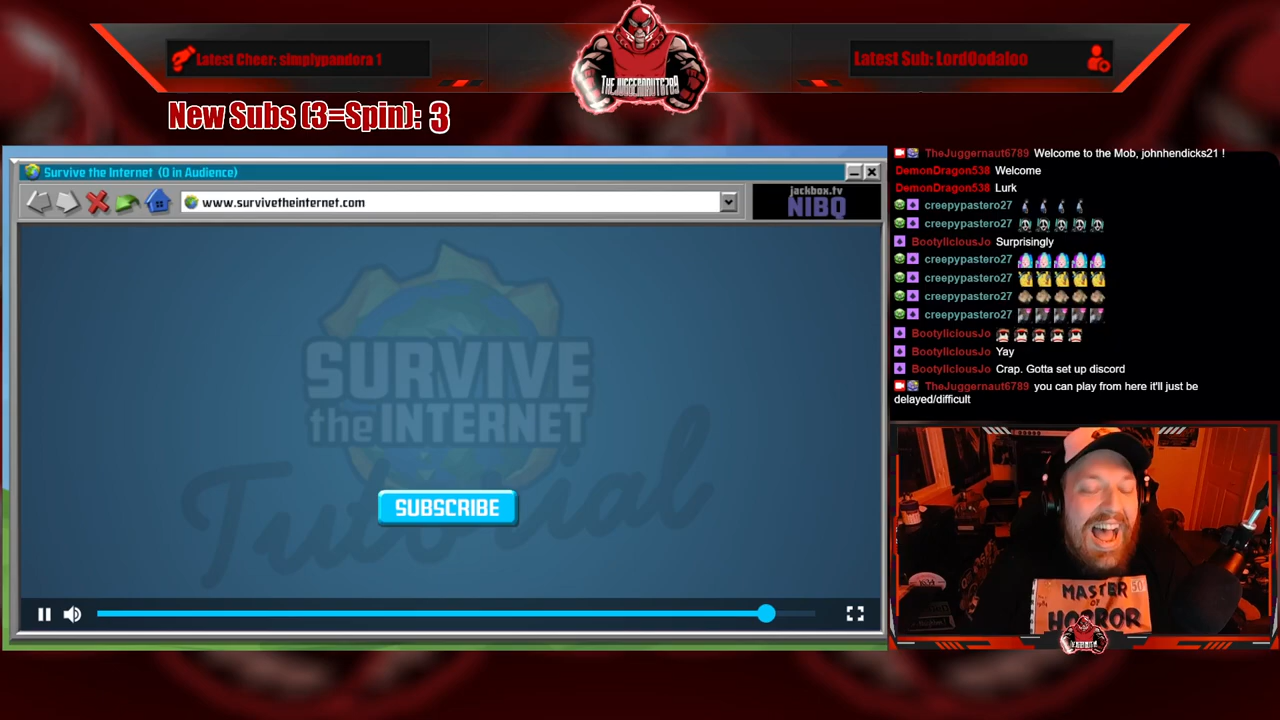 Latest Cheer: simplypandora 1
THEJUGGERNAUT6789
Latest Sub: LordOodaloo
New Subs (3=Spin): 3
Survive the Internet (0 in Audience)
www.survivetheinternet.com
jackbox.tv
NIBQ
SURVIVE
the INTERNET
Tutorial
SUBSCRIBE
TheJuggernaut6789 Welcome to the Mob, johnhendicks21 !
DemonDragon538 Welcome
DemonDragon538 Lurk
creepypastero27
creepypastero27
BootyliciousJo Surprisingly
creepypastero27
creepypastero27
creepypastero27
creepypastero27
BootyliciousJo
BootyliciousJo Yay
BootyliciousJo Crap. Gotta set up discord
TheJuggernaut6789 you can play from here it'll just be
delayed/difficult
MASTER
OF
HORROR